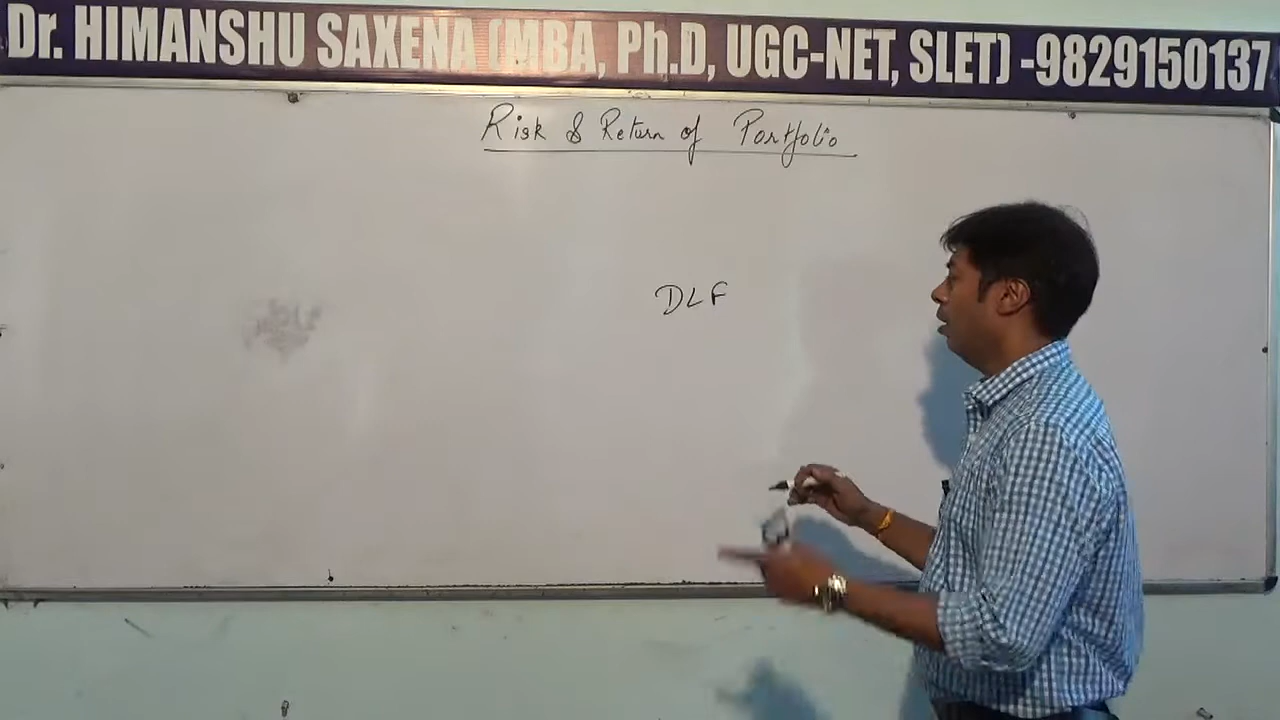 Dr. HIMANSHU SAXENA (MBA, Ph.D, UGC-NET, SLET) -9829150137
Risk & Return of Portfolio
DLF